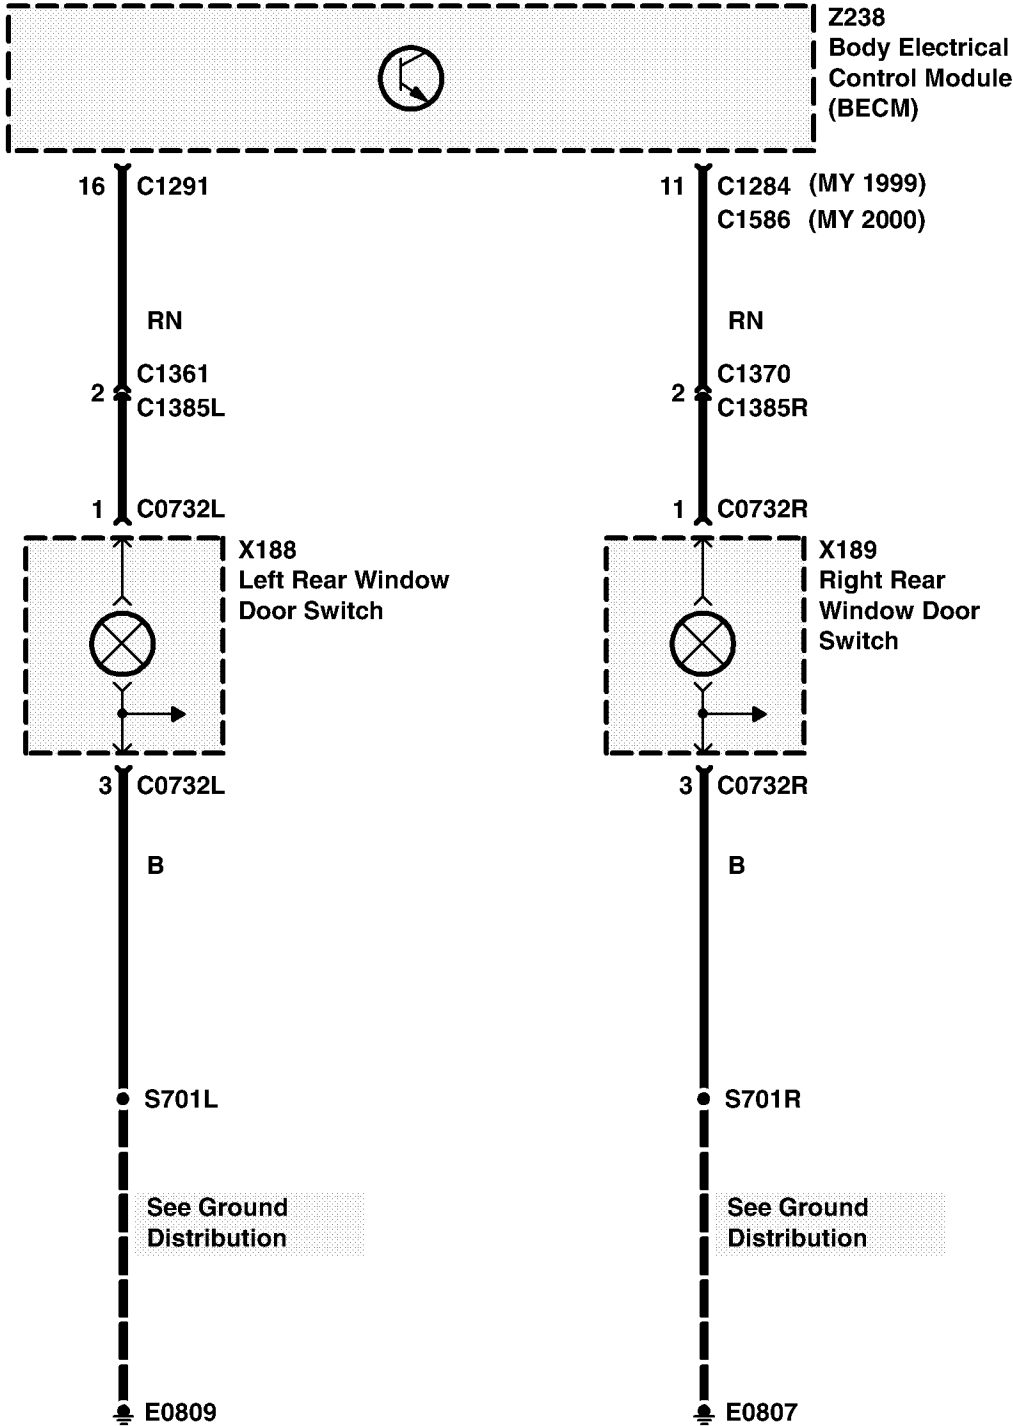 Z238
Body Electrical
Control Module
(BECM)
16 C1291
11 C1284 (MY 1999)
C1586 (MY 2000)
RN
RN
C1361
2
C1385L
C1370
2
C1385R
1 C0732L
1 C0732R
X188
Left Rear Window
Door Switch
X189
Right Rear
Window Door
Switch
3 C0732L
3 C0732R
B
B
S701L
S701R
See Ground
Distribution
See Ground
Distribution
E0809
E0807